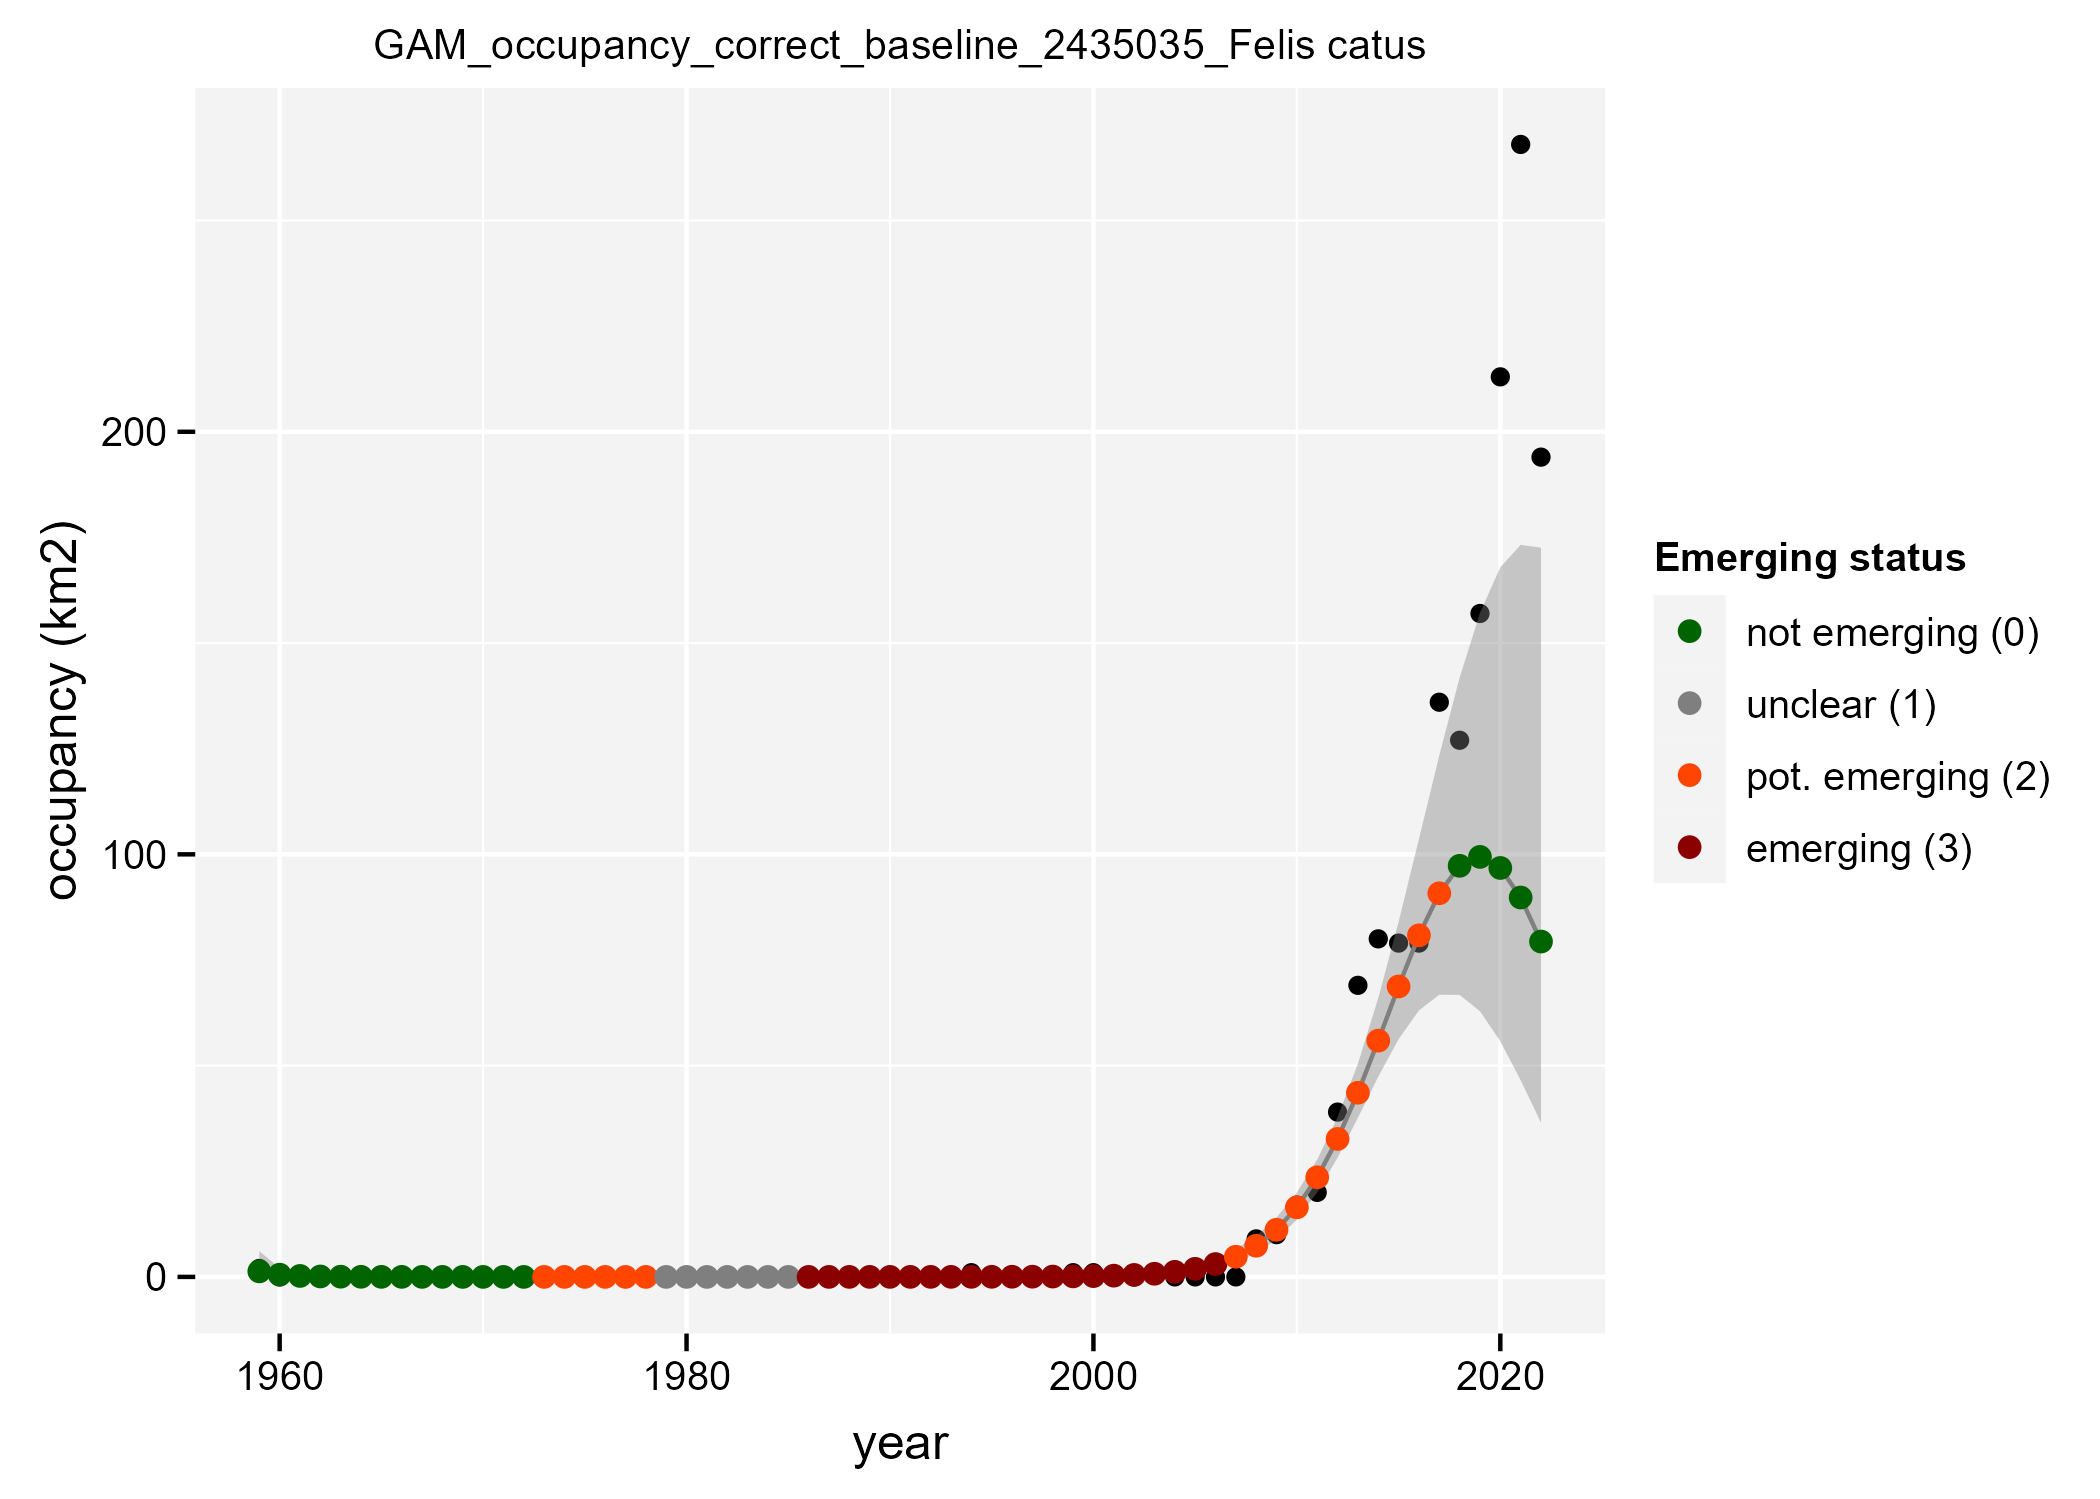 GAM_occupancy_correct_baseline_2435035_Felis catus
occupancy (km2)
200
100
0
1960 1980 2000 2020
year
Emerging status
not emerging (0)
unclear (1)
pot. emerging (2)
emerging (3)